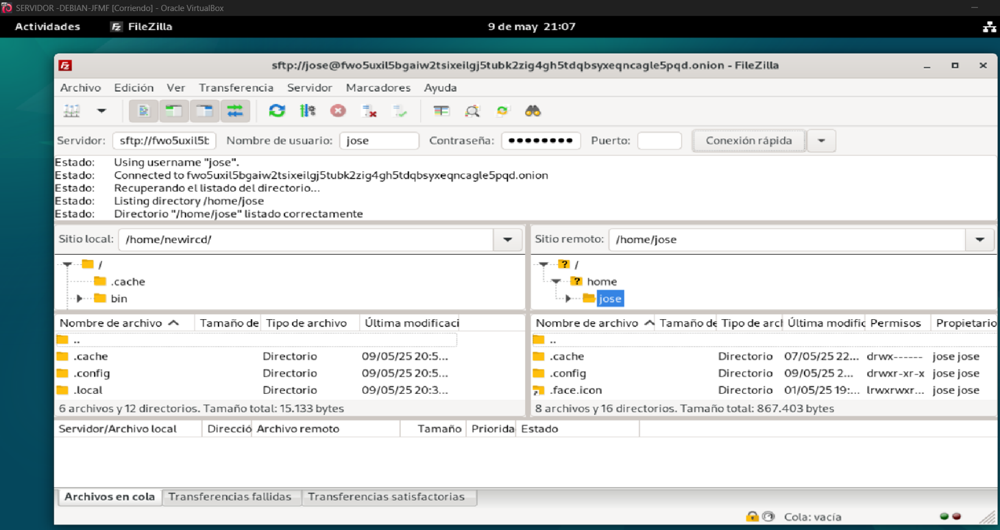 SERVIDOR -DEBIAN-JFMF [Corriendo] - Oracle VirtualBox
Actividades FileZilla 9 de may 21:07
sftp://jose@fwo5uxil5bgaiw2tsixeilgj5tubk2zig4gh5tdqbsyxeqncagle5pqd.onion - FileZilla
Archivo Edición Ver Transferencia Servidor Marcadores Ayuda
Servidor: sftp://fwo5uxil5t Nombre de usuario: jose Contraseña: ●●●●●●●● Puerto: Conexión rápida
Estado: Using username "jose".
Estado: Connected to fwo5uxil5bgaiw2tsixeilgj5tubk2zig4gh5tdqbsyxeqncagle5pqd.onion
Estado: Recuperando el listado del directorio...
Estado: Listing directory /home/jose
Estado: Directorio "/home/jose" listado correctamente
Sitio local: /home/newircd/
/
.cache
bin
Nombre de archivo Tamaño de Tipo de archivo Última modificaci
..
.cache Directorio 09/05/25 20:5...
.config Directorio 09/05/25 20:5...
.local Directorio 09/05/25 20:3...
6 archivos y 12 directorios. Tamaño total: 15.133 bytes
Sitio remoto: /home/jose
/
home
jose
Nombre de archivo Tamaño de Tipo de arcl Última modific Permisos Propietario
..
.cache Directorio 07/05/25 22... drwx------ jose jose
.config Directorio 09/05/25 2... drwxr-xr-x jose jose
.face.icon Directorio 01/05/25 19:... lrwxrwxr... jose jose
8 archivos y 16 directorios. Tamaño total: 867.403 bytes
Servidor/Archivo local Direcció Archivo remoto Tamaño Priorida Estado
Archivos en cola Transferencias fallidas Transferencias satisfactorias
Cola: vacía